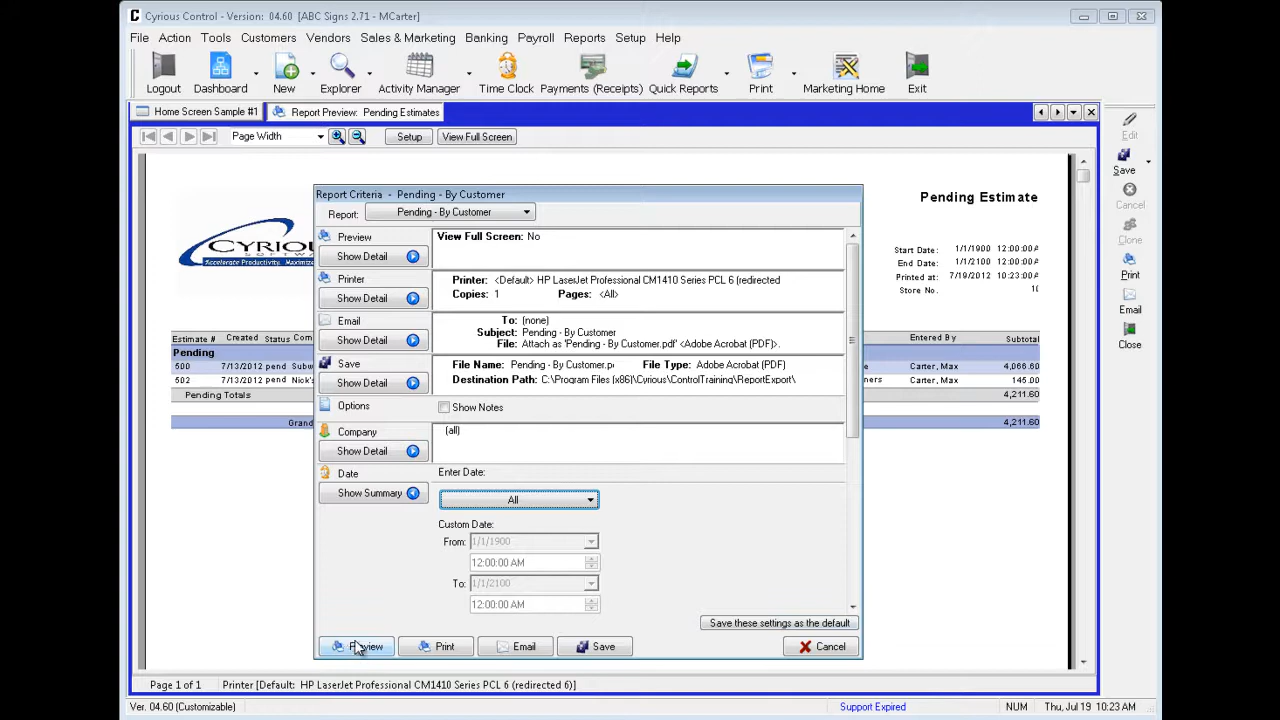 Cyrious Control - Version: 04.60 [ABC Signs 2.71 - MCarter]
File Action Tools Customers Vendors Sales & Marketing Banking Payroll Reports Setup Help
Logout Dashboard New Explorer Activity Manager Time Clock Payments (Receipts) Quick Reports Print Marketing Home Exit
Home Screen Sample #1 Report Preview: Pending Estimates
Page Width Setup View Full Screen
Edit
Save
Cancel
Clone
Print
Email
Close
CYRIOUS
Accelerate Productivity.
Pending Estimate
Start Date: 1/1/1900 12:00:00
End Date: 1/1/2100 12:00:00
Printed at: 7/19/2012 10:23:00
Store No.
Estimate # Created Status Entered By Subtotal
Pending
500 7/13/2012 pend Carter, Max 4,066.60
502 7/13/2012 pend Nick's Carter, Max 145.00
Pending Totals 4,211.60
4,211.60
Report Criteria - Pending - By Customer
Report: Pending - By Customer
Preview View Full Screen: No
Show Detail
Printer Printer: <Default> HP LaserJet Professional CM1410 Series PCL 6 (redirected
Show Detail Copies: 1 Pages: <All>
Email To: (none)
Subject: Pending - By Customer
Show Detail File: Attach as 'Pending - By Customer.pdf' <Adobe Acrobat (PDF)>.
Save File Name: Pending - By Customer.pc File Type: Adobe Acrobat (PDF)
Show Detail Destination Path: C:\Program Files (x86)\Cyrious\ControlTraining\ReportExport\
Options Show Notes
Company (all)
Show Detail
Date Enter Date:
Show Summary All
Custom Date:
From: 1/1/1900
12:00:00 AM
To: 1/1/2100
12:00:00 AM
Save these settings as the default
Preview Print Email Save Cancel
Page 1 of 1 Printer [Default: HP LaserJet Professional CM1410 Series PCL 6 (redirected 6)]
Ver. 04.60 (Customizable) Support Expired NUM Thu, Jul 19, 10:23 AM